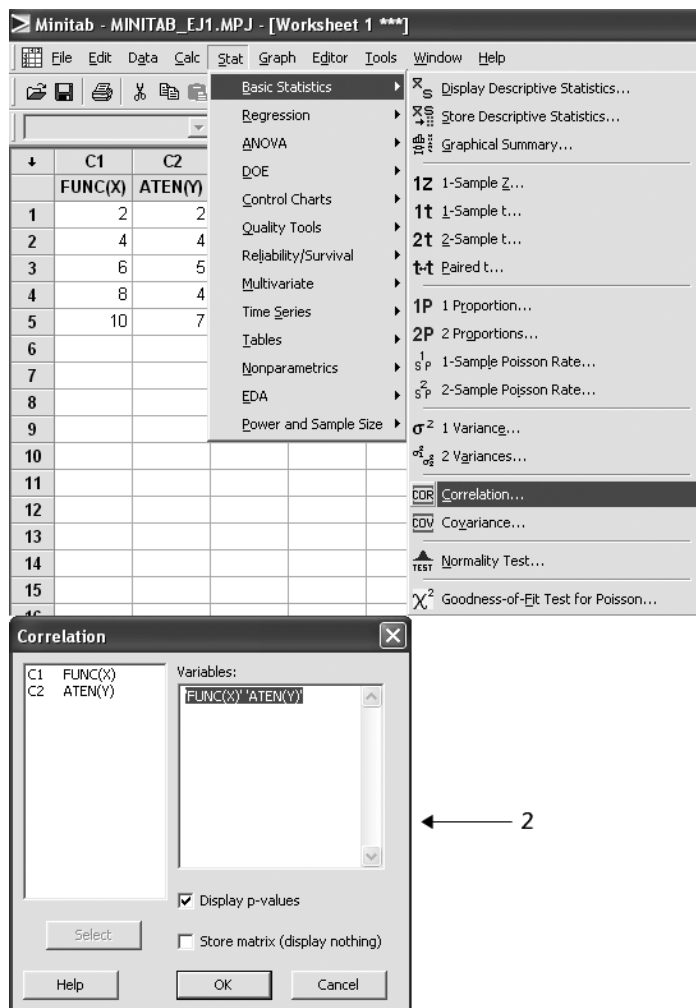 Minitab - MINITAB_EJ1.MPJ - [Worksheet 1 ***]
File Edit Data Calc Stat Graph Editor Tools Window Help
Basic Statistics
Regression
ANOVA
DOE
Control Charts
Quality Tools
Reliability/Survival
Multivariate
Time Series
Tables
Nonparametrics
EDA
Power and Sample Size
Display Descriptive Statistics...
Store Descriptive Statistics...
Graphical Summary...
1Z 1-Sample Z...
1t 1-Sample t...
2t 2-Sample t...
t-t Paired t...
1P 1 Proportion...
2P 2 Proportions...
1 S P 1-Sample Poisson Rate...
2 S P 2-Sample Poisson Rate...
σ² 1 Variance...
σ²₁ σ²₂ 2 Variances...
COR Correlation...
COV Covariance...
TEST Normality Test...
χ² Goodness-of-Fit Test for Poisson...
↓ C1 C2
FUNC(X) ATEN(Y)
1 2 2
2 4 4
3 6 5
4 8 4
5 10 7
6
7
8
9
10
11
12
13
14
15
Correlation
C1 FUNC(X)
C2 ATEN(Y)
Variables:
'FUNC(X)' 'ATEN(Y)'
Display p-values
Store matrix (display nothing)
Select
Help OK Cancel
2